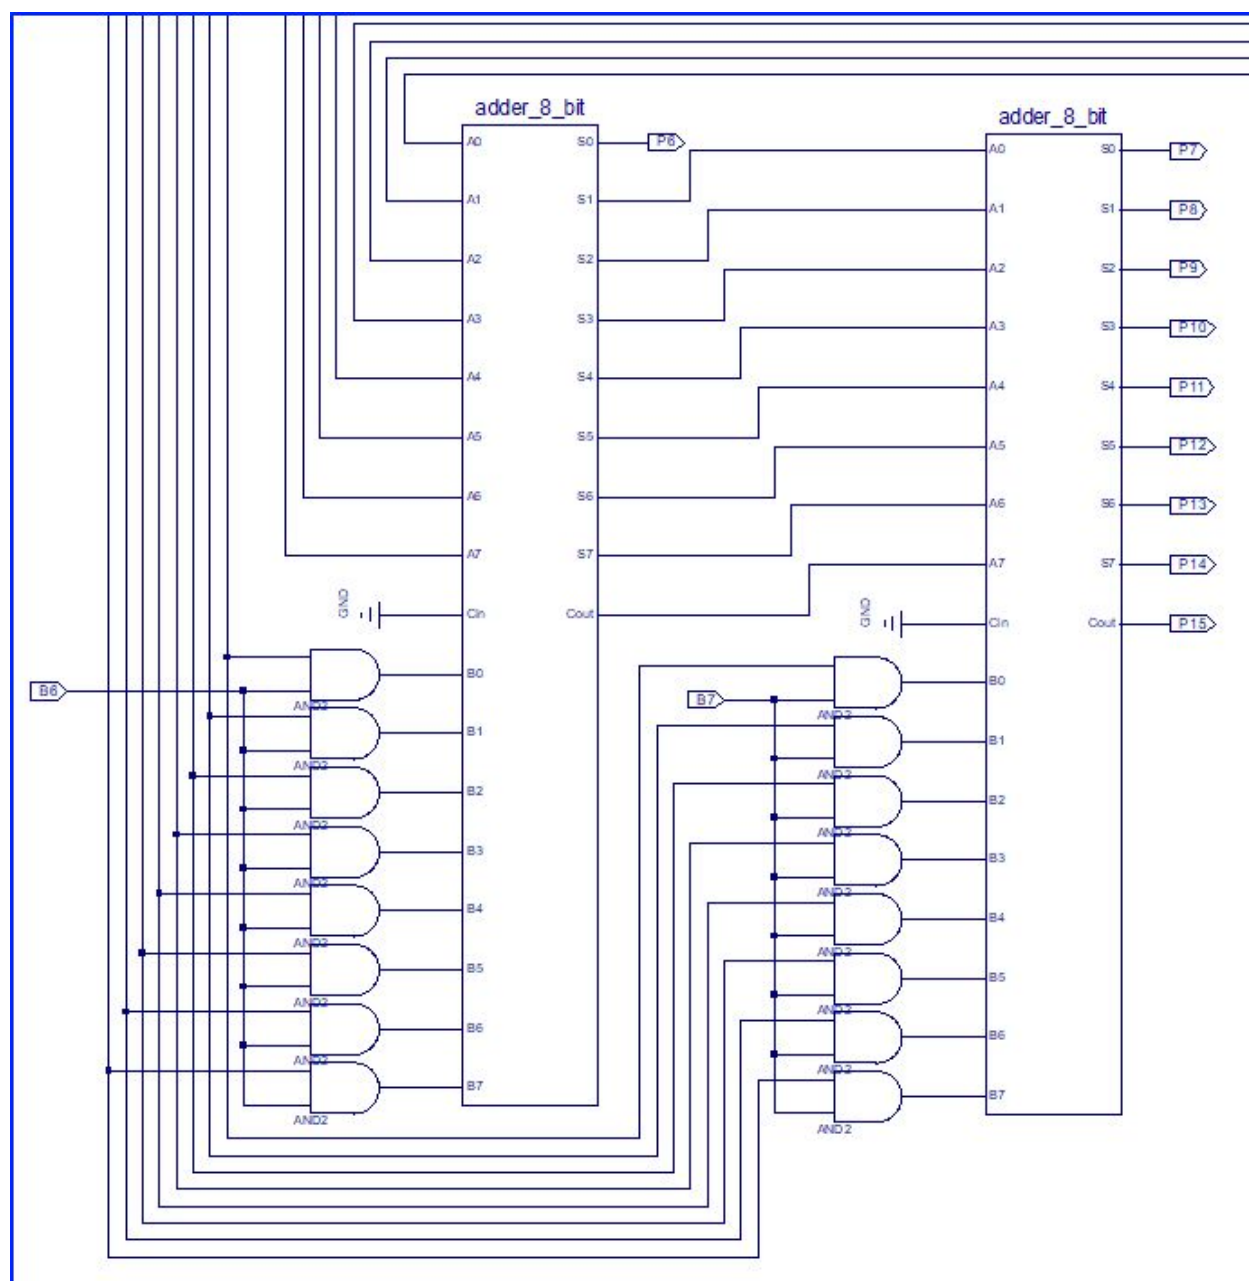 adder_8_bit
A0 S0 P6
A1 S1
A2 S2
A3 S3
A4 S4
A5 S5
A6 S6
A7 S7
GND Cin Cout
B6
B0
AND2
B1
AND2
B2
AND2
B3
AND2
B4
AND2
B5
AND2
B6
AND2
B7
AND2
adder_8_bit
A0 S0 P7
A1 S1 P8
A2 S2 P9
A3 S3 P10
A4 S4 P11
A5 S5 P12
A6 S6 P13
A7 S7 P14
GND Cin Cout P15
B7
B0
AND2
B1
AND2
B2
AND2
B3
AND2
B4
AND2
B5
AND2
B6
AND2
B7
AND2